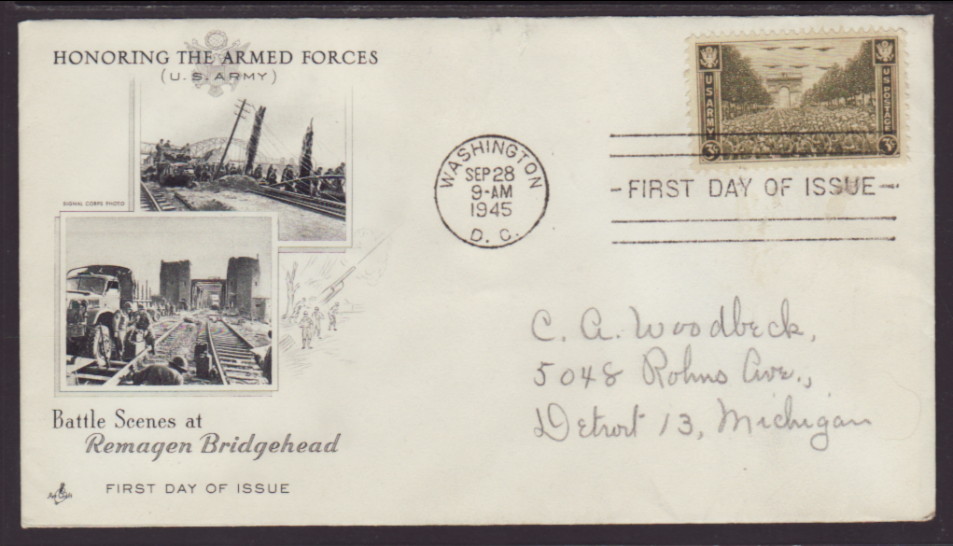 HONORING THE ARMED FORCES
(U.S. ARMY)
SIGNAL CORPS PHOTO
Battle Scenes at
Remagen Bridgehead
FIRST DAY OF ISSUE
ArtCraft
WASHINGTON
SEP 28
9-AM
1945
D. C.
FIRST DAY OF ISSUE
U S ARMY
U S POSTAGE
3¢
3¢
C. A. Woodbeck,
5048 Rohns Ave.,
Detroit 13, Michigan